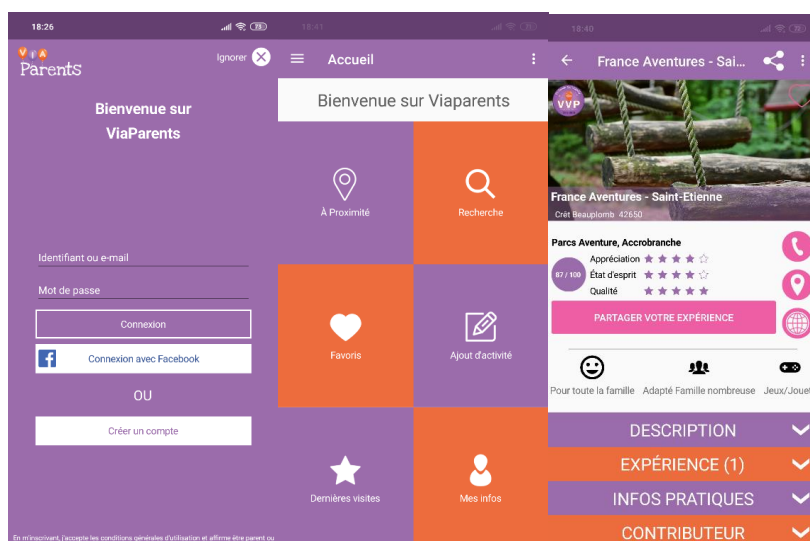 18:26
75
ViA
Parents
Ignorer
Bienvenue sur
ViaParents
Identifiant ou e-mail
Mot de passe
Connexion
Connexion avec Facebook
OU
Créer un compte
En m'inscrivant, j'accepte les conditions générales d'utilisation et affirme être parent ou
18:41
Accueil
Bienvenue sur Viaparents
À Proximité
Recherche
Favoris
Ajout d'activité
Dernières visites
Mes infos
18:40
France Aventures - Sai...
VVP
France Aventures - Saint-Etienne
Crêt Beauplomb 42650
Parcs Aventure, Accrobranche
Appréciation
87 / 100
État d'esprit
Qualité
PARTAGER VOTRE EXPÉRIENCE
Pour toute la famille
Adapté Famille nombreuse
Jeux/Jouet
DESCRIPTION
EXPÉRIENCE (1)
INFOS PRATIQUES
CONTRIBUTEUR